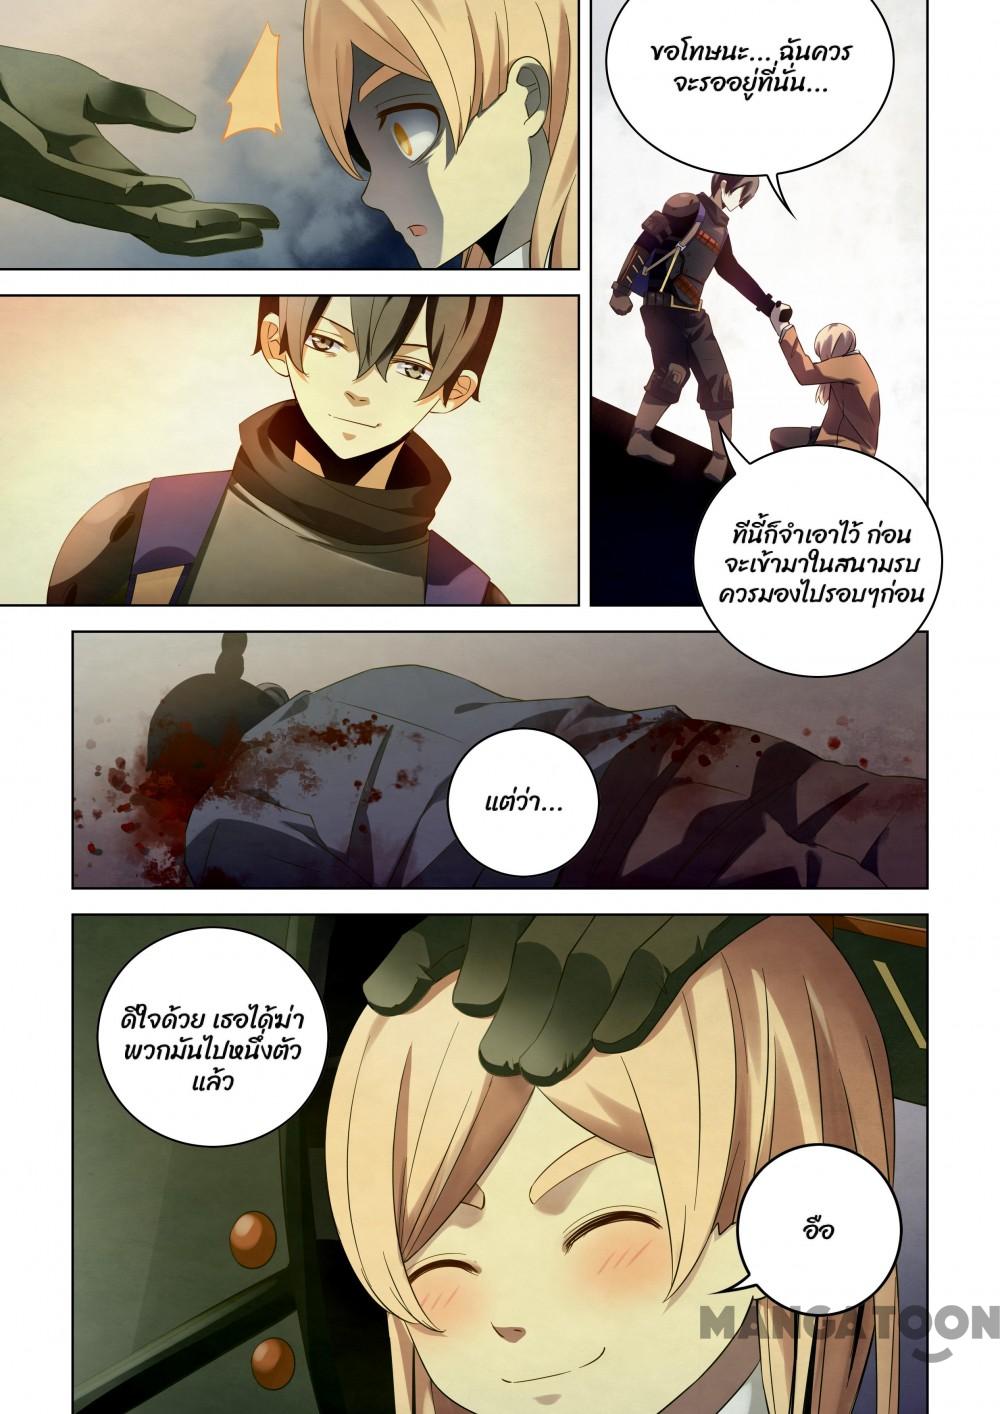 ขอโทษนะ... ฉันควร
จะรออยู่ที่นั่น...
ทีนี้ก็จำเอาไว้ ก่อน
จะเข้ามาในสนามรบ
ควรมองไปรอบๆก่อน
แต่ว่า...
ดีใจด้วย เธอได้ฆ่า
พวกมันไปหนึ่งตัว
แล้ว
อือ
MANGATOON